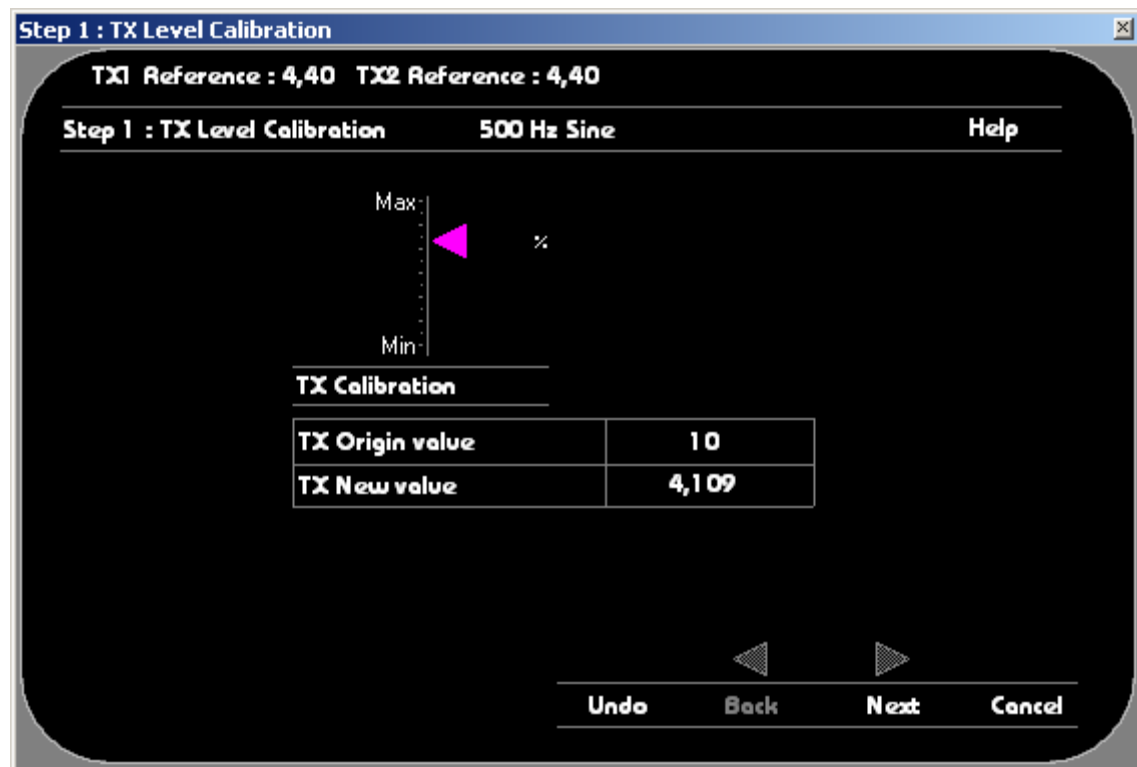 Step 1 : TX Level Calibration
TX1 Reference : 4,40 TX2 Reference : 4,40
Step 1 : TX Level Calibration 500 Hz Sine Help
Max
%
Min
TX Calibration
TX Origin value 10
TX New value 4,109
Undo Back Next Cancel